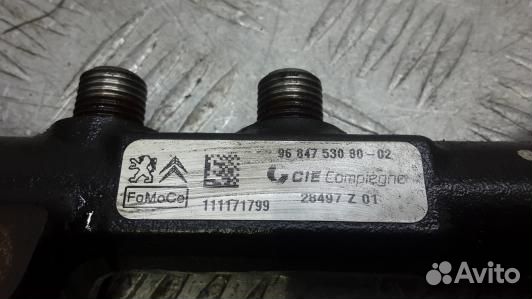 96 847 530 80-02
CIE Compiègne
FoMoCo
111171799
28497 Z 01
Avito